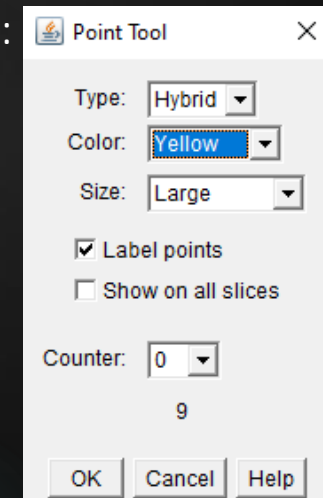 :
Point Tool
Type: Hybrid
Color: Yellow
Size: Large
Label points
Show on all slices
Counter: 0
9
OK Cancel Help